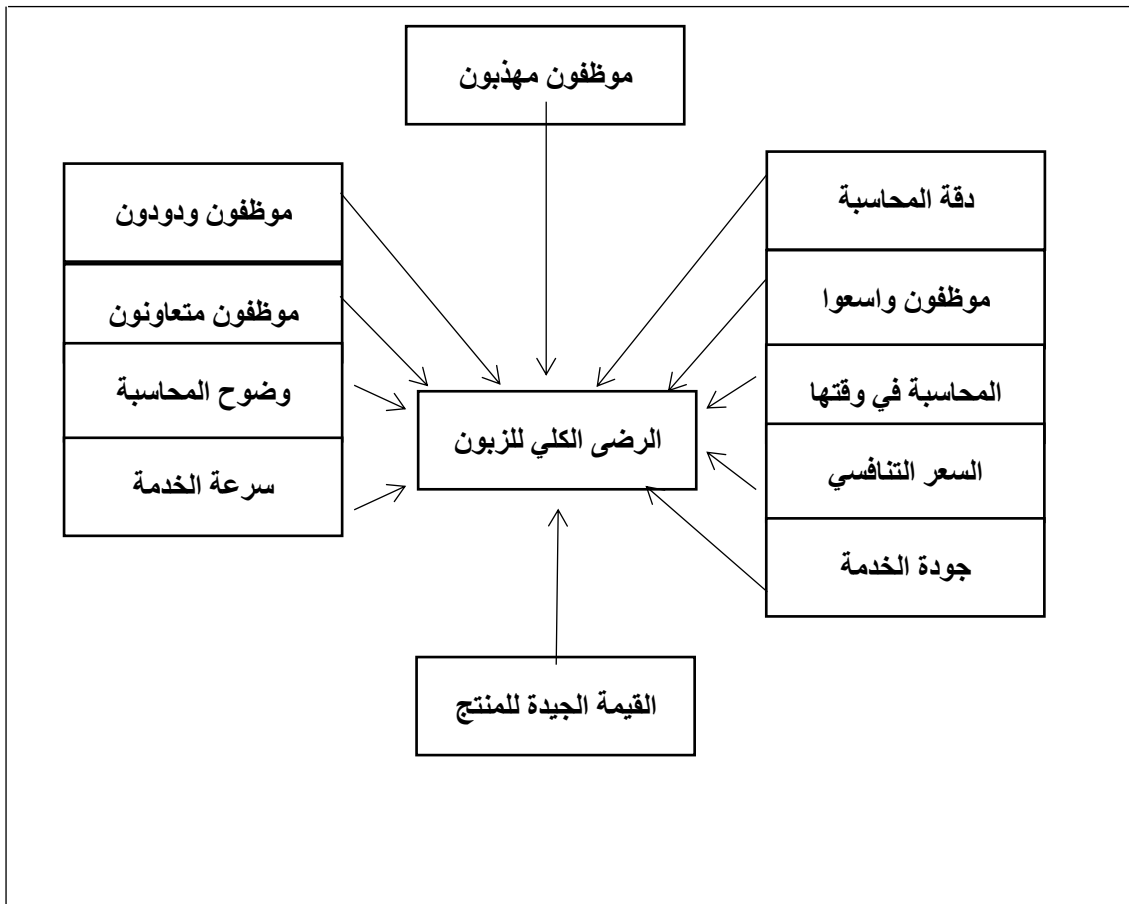 موظفون مهذبون
دقة المحاسبة
موظفون واسعوا
المحاسبة في وقتها
السعر التنافسي
جودة الخدمة
موظفون ودودون
موظفون متعاونون
وضوح المحاسبة
سرعة الخدمة
الرضى الكلي للزبون
القيمة الجيدة للمنتج